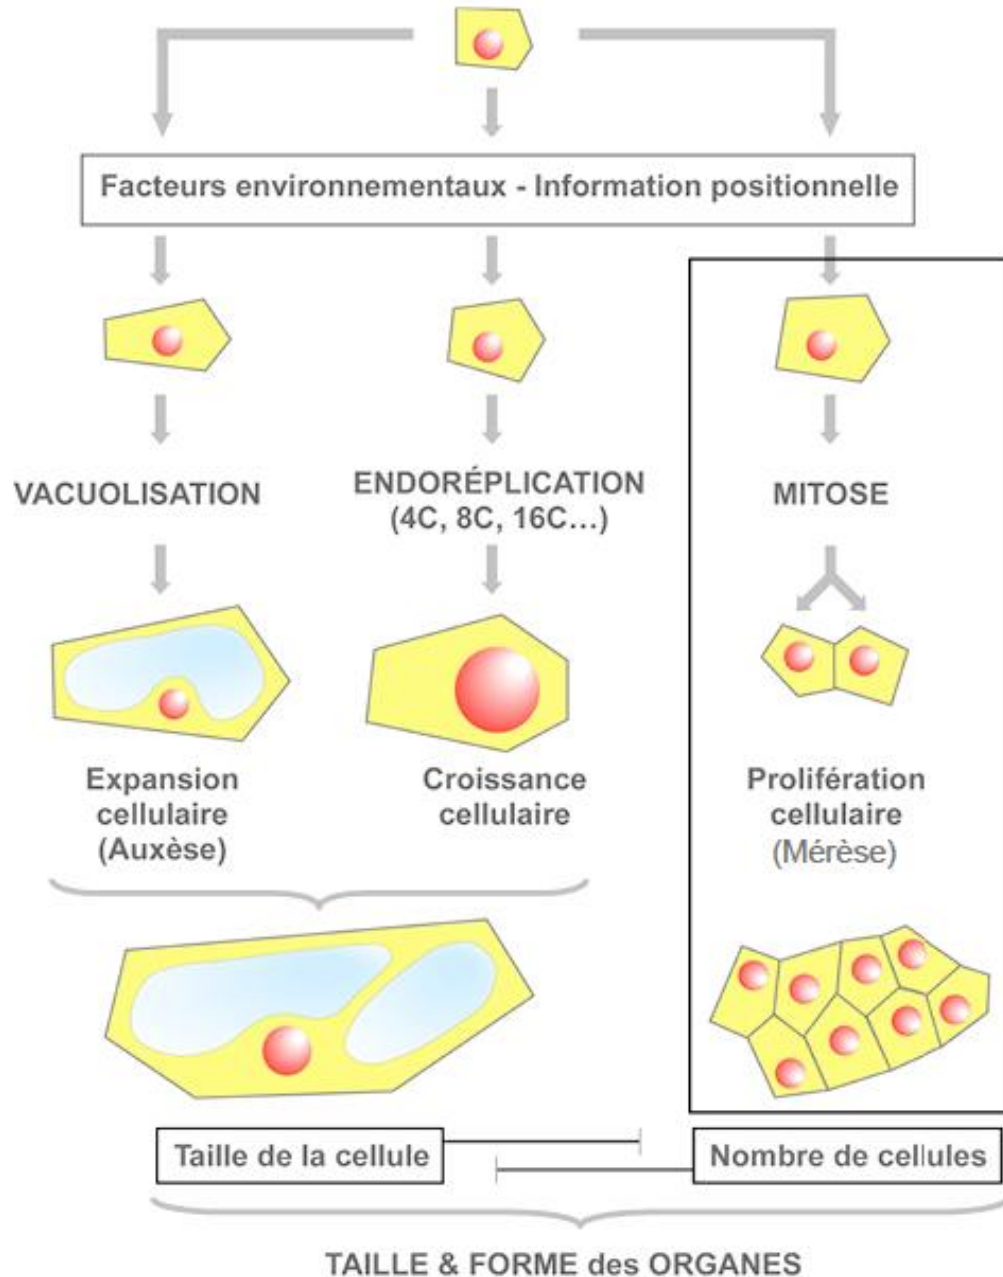 Facteurs environnementaux - Information positionnelle
VACUOLISATION
ENDORÉPLICATION
(4C, 8C, 16C...)
MITOSE
Expansion
cellulaire
(Auxèse)
Croissance
cellulaire
Prolifération
cellulaire
(Mérèse)
Taille de la cellule
Nombre de cellules
TAILLE & FORME des ORGANES